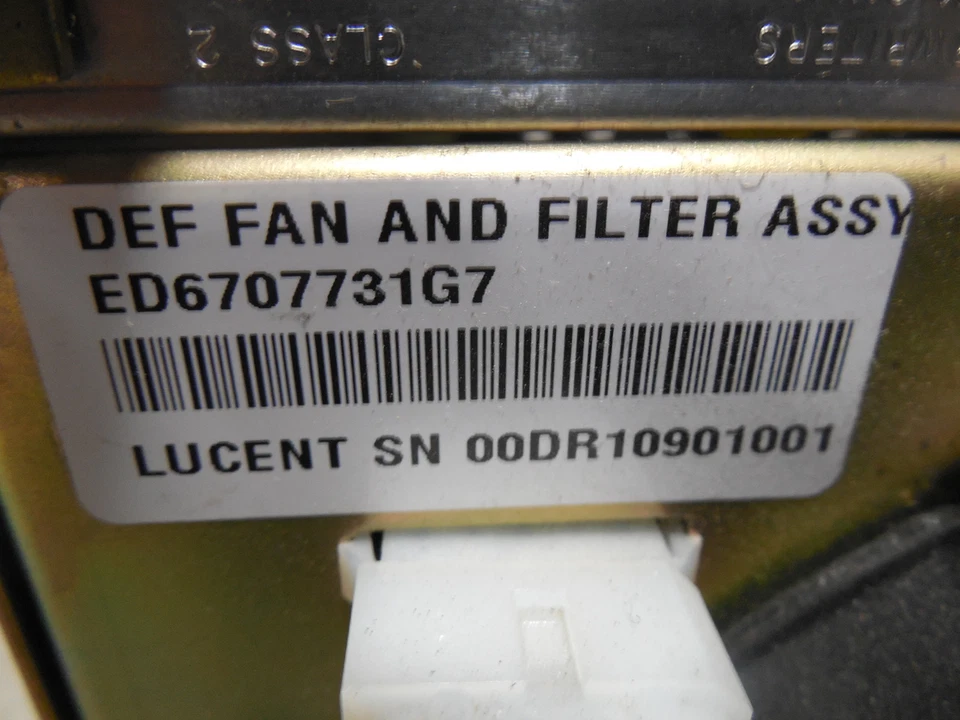 CLASS 2
DEF FAN AND FILTER ASSY
ED6707731G7
LUCENT SN 00DR10901001